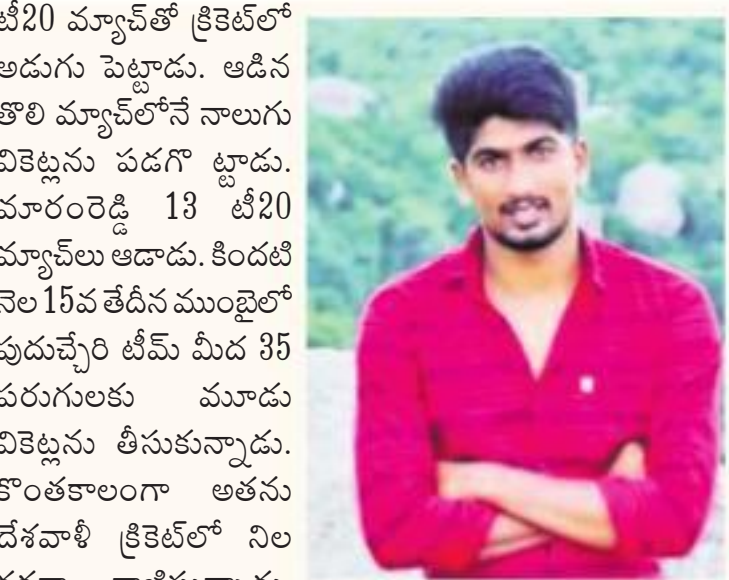 టీ20 మ్యాచ్‌తో క్రికెట్‌లో
అడుగు పెట్టాడు. ఆడిన
తొలి మ్యాచ్‌లోనే నాలుగు
వికెట్లను పడగొ ట్టాడు.
మారంరెడ్డి 13 టీ20
మ్యాచ్‌లు ఆడాడు. కిందటి
నెల 15వ తేదీన ముంబైలో
పుదుచ్చేరి టీమ్ మీద 35
పరుగులకు మూడు
వికెట్లను తీసుకున్నాడు.
కొంతకాలంగా అతను
దేశవాళీ క్రికెట్‌లో నిల